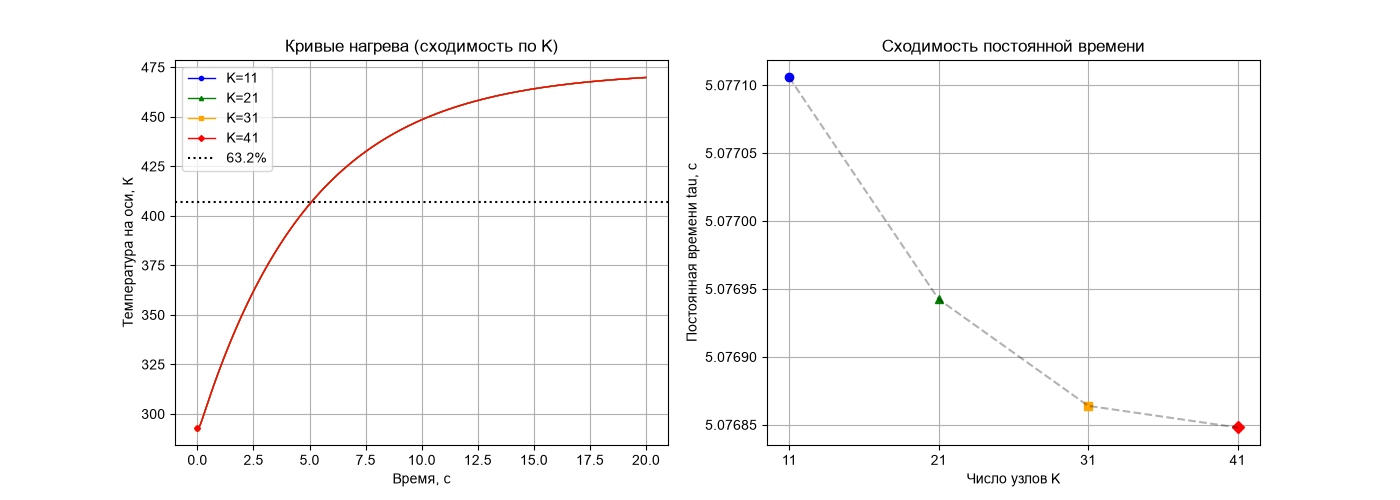 Кривые нагрева (сходимость по K)
Температура на оси, К
475
450
425
400
375
350
325
300
K=11
K=21
K=31
K=41
63.2%
0.0 2.5 5.0 7.5 10.0 12.5 15.0 17.5 20.0
Время, с
Сходимость постоянной времени
Постоянная времени tau, с
5.07710
5.07705
5.07700
5.07695
5.07690
5.07685
11 21 31 41
Число узлов K